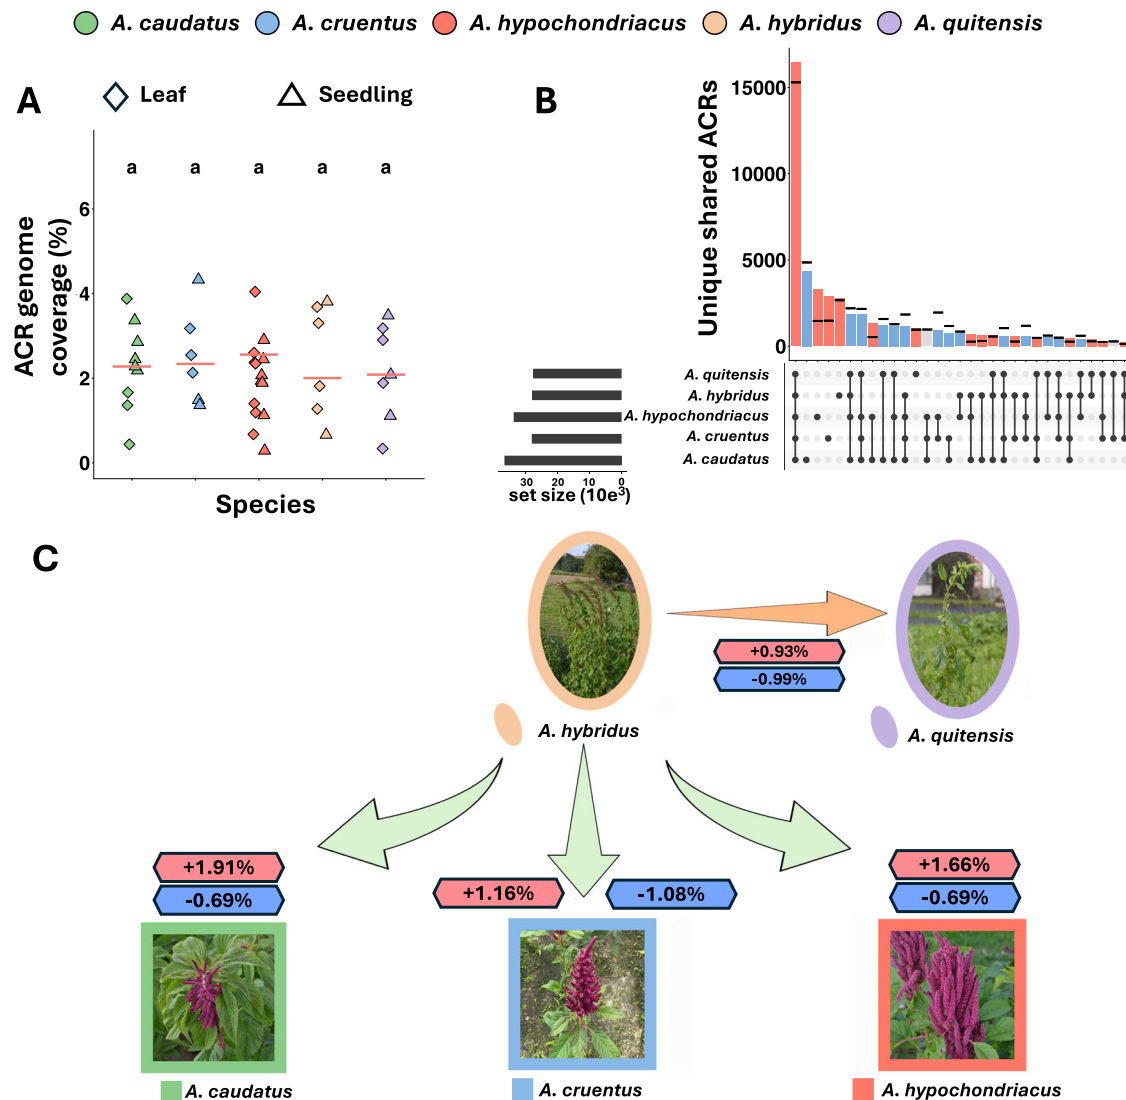 A. caudatus A. cruentus A. hypochondriacus A. hybridus A. quitensis
A
Leaf Seedling
a a a a a
ACR genome
coverage (%)
6
4
2
0
Species
B
Unique shared ACRs
15000
10000
5000
0
A. quitensis
A. hybridus
A. hypochondriacus
A. cruentus
A. caudatus
30 20 10 0
set size (10e³)
C
+0.93%
-0.99%
A. hybridus
A. quitensis
+1.91%
-0.69%
+1.16%
-1.08%
+1.66%
-0.69%
A. caudatus
A. cruentus
A. hypochondriacus